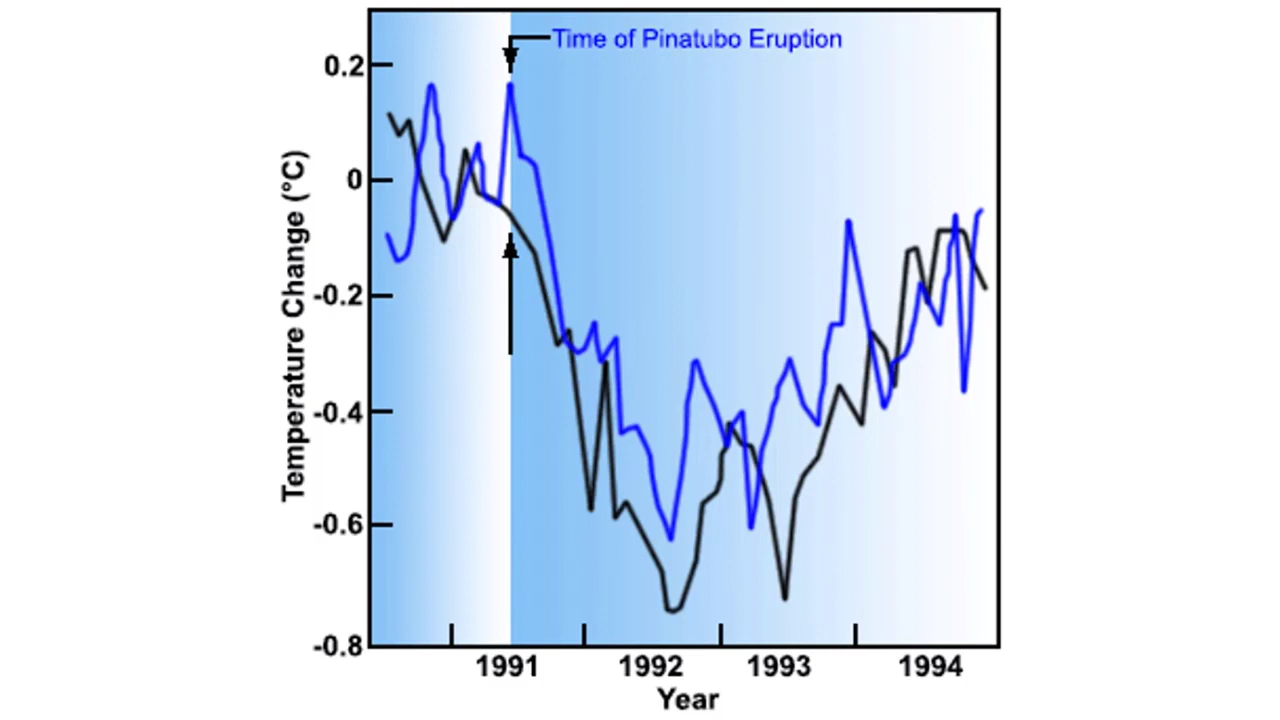 Time of Pinatubo Eruption
0.2
0
-0.2
-0.4
-0.6
-0.8
Temperature Change (°C)
1991 1992 1993 1994
Year